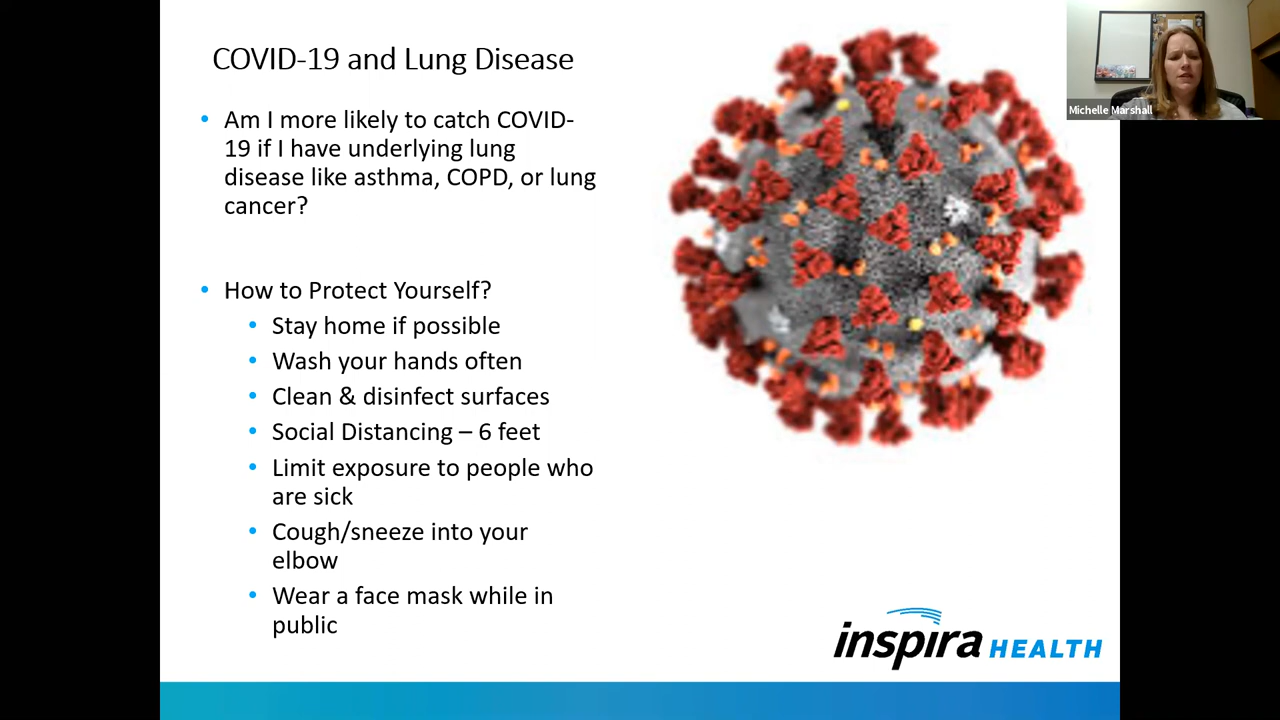 COVID-19 and Lung Disease
• Am I more likely to catch COVID-
19 if I have underlying lung
disease like asthma, COPD, or lung
cancer?
• How to Protect Yourself?
• Stay home if possible
• Wash your hands often
• Clean & disinfect surfaces
• Social Distancing – 6 feet
• Limit exposure to people who
are sick
• Cough/sneeze into your
elbow
• Wear a face mask while in
public
Michelle Marshall
inspira HEALTH